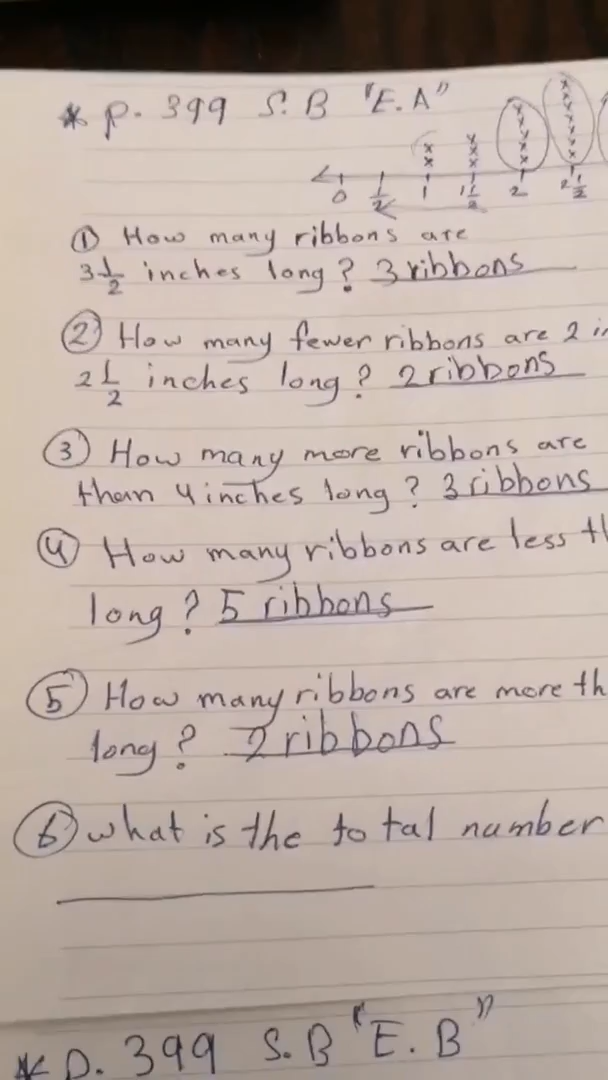 * P. 399 S.B "E.A"
0 1/2 1 1 1/2 2 2 1/2
① How many ribbons are
3 1/2 inches long? 3 ribbons
② How many fewer ribbons are 2
2 1/2 inches long? 2 ribbons
③ How many more ribbons are
than 4 inches long? 3 ribbons
④ How many ribbons are less
long? 5 ribbons
⑤ How many ribbons are more
long? 2 ribbons
⑥ what is the total number
* P. 399 S.B "E.B"